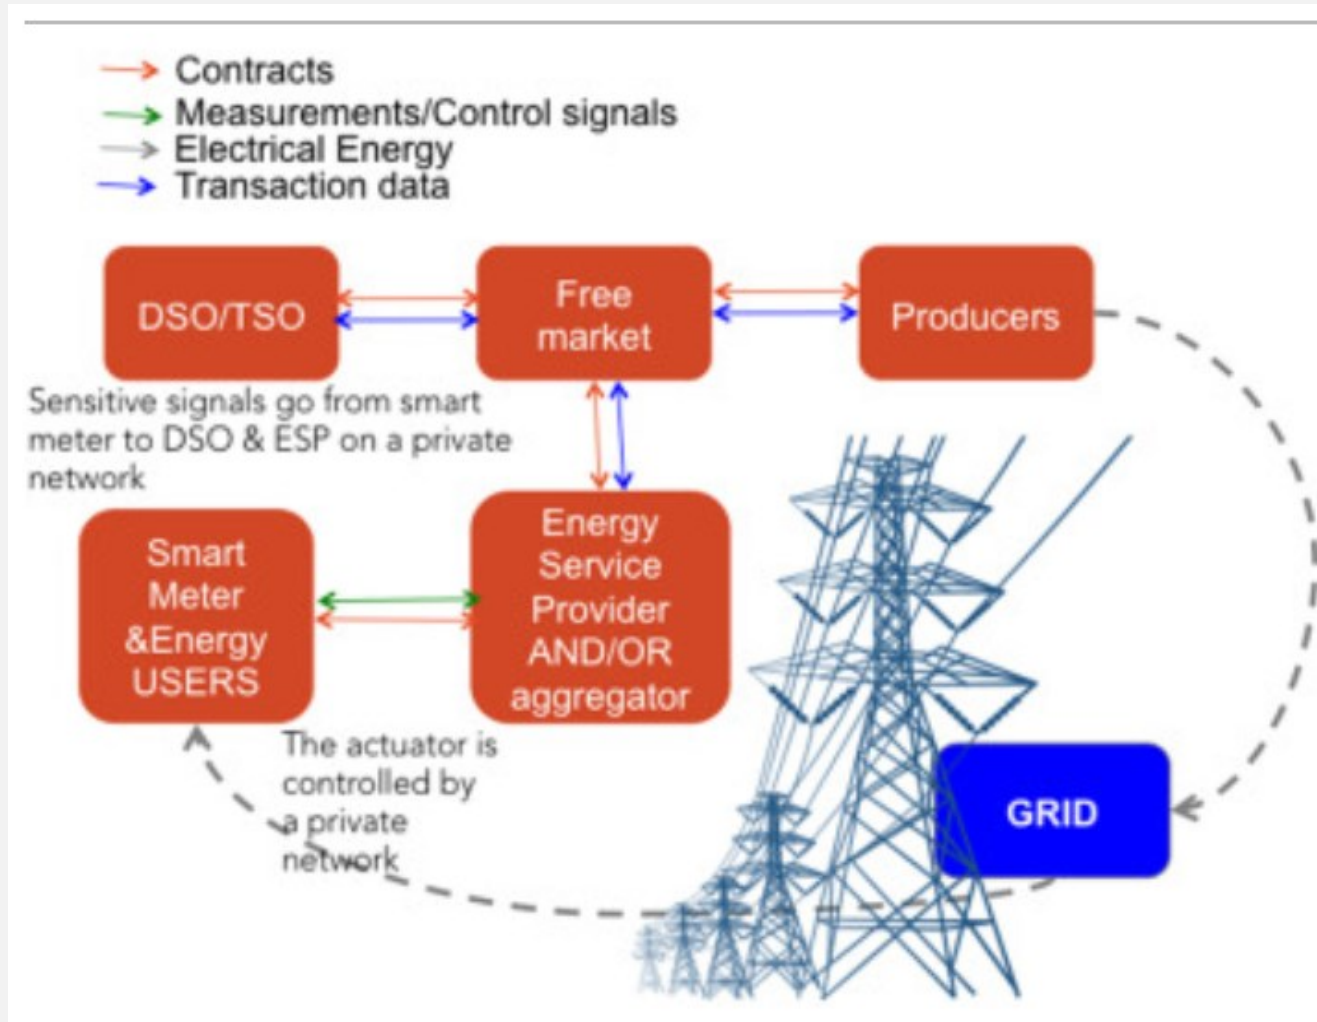 Contracts
Measurements/Control signals
Electrical Energy
Transaction data
DSO/TSO
Free
market
Producers
Sensitive signals go from smart
meter to DSO & ESP on a private
network
Smart
Meter
&Energy
USERS
Energy
Service
Provider
AND/OR
aggregator
The actuator is
controlled by
a private
network
GRID